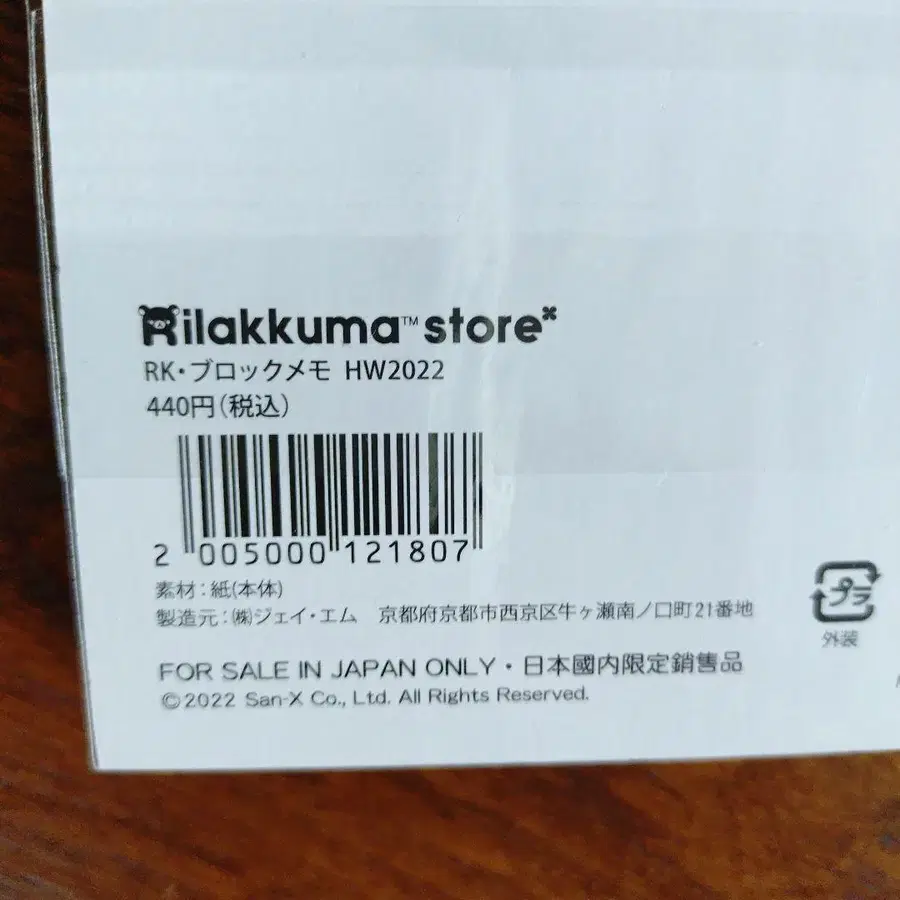 Rilakkuma™ store
RK・ブロックメモ HW2022
440円(税込)
2 005000 121807
素材：紙(本体)
製造元：㈱ジェイ・エム 京都府京都市西京区牛ヶ瀬南ノ口町21番地
プラ
外装
FOR SALE IN JAPAN ONLY・日本國内限定銷售品
©2022 San-X Co., Ltd. All Rights Reserved.